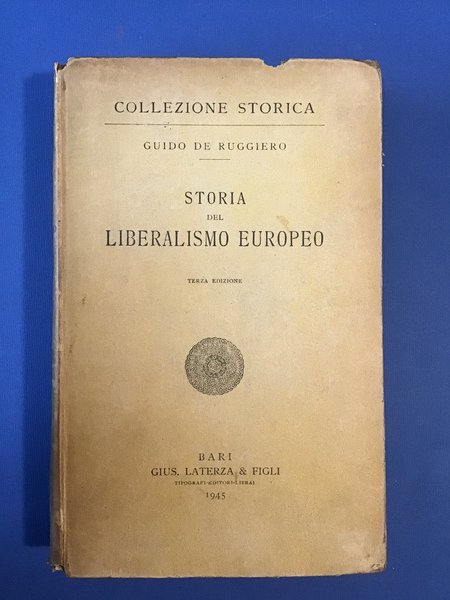 COLLEZIONE STORICA
GUIDO DE RUGGIERO
STORIA
DEL
LIBERALISMO EUROPEO
TERZA EDIZIONE
BARI
GIUS. LATERZA & FIGLI
TIPOGRAFI-EDITORI-LIBRAI
1945